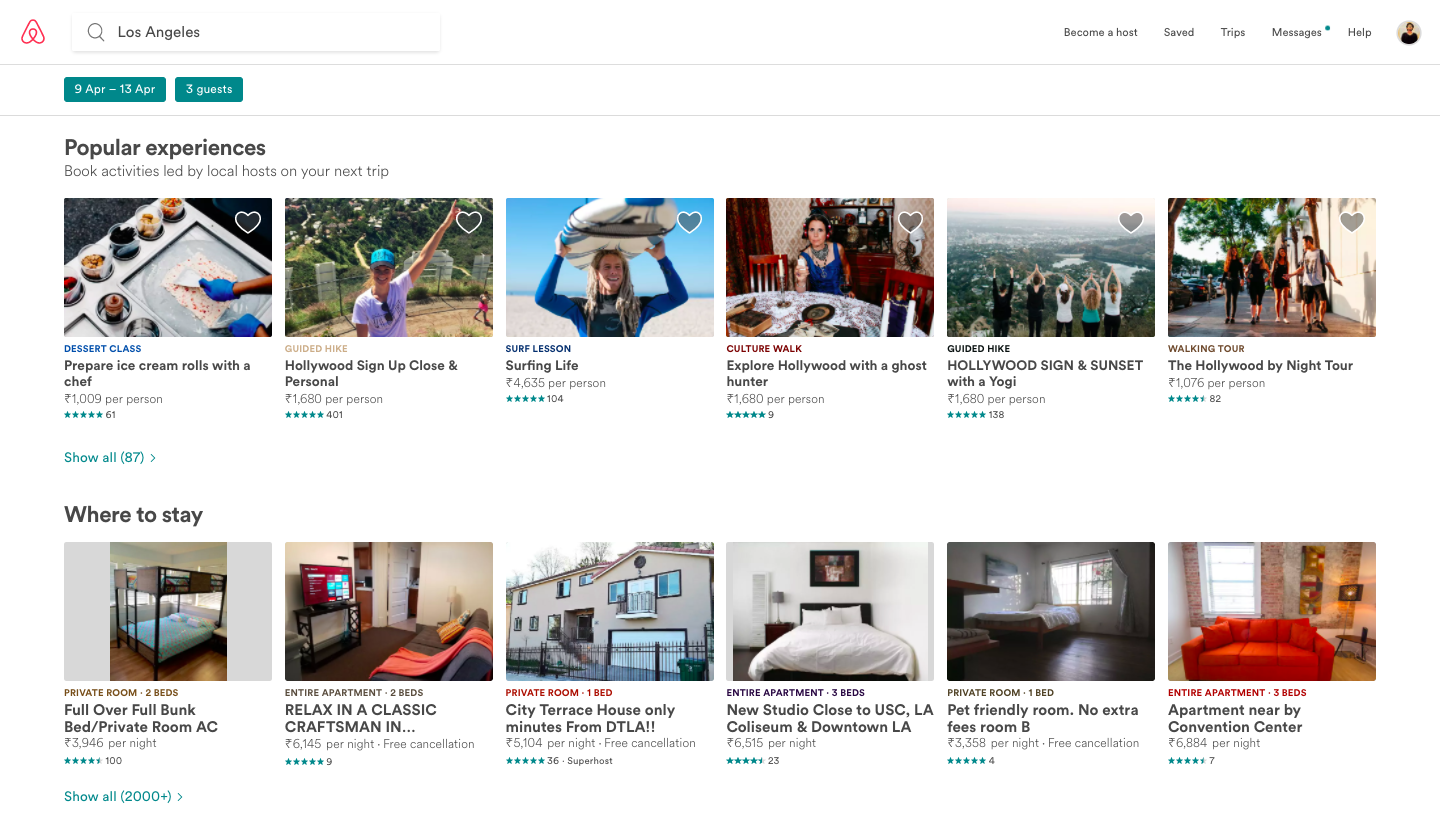 Los Angeles
Become a host
Saved
Trips
Messages
Help
9 Apr – 13 Apr
3 guests
Popular experiences
Book activities led by local hosts on your next trip
DESSERT CLASS
Prepare ice cream rolls with a
chef
₹1,009 per person
61
GUIDED HIKE
Hollywood Sign Up Close &
Personal
₹1,680 per person
401
SURF LESSON
Surfing Life
₹4,635 per person
104
CULTURE WALK
Explore Hollywood with a ghost
hunter
₹1,680 per person
9
GUIDED HIKE
HOLLYWOOD SIGN & SUNSET
with a Yogi
₹1,680 per person
138
WALKING TOUR
The Hollywood by Night Tour
₹1,076 per person
82
Show all (87)
Where to stay
PRIVATE ROOM · 2 BEDS
Full Over Full Bunk
Bed/Private Room AC
₹3,946 per night
100
ENTIRE APARTMENT · 2 BEDS
RELAX IN A CLASSIC
CRAFTSMAN IN…
₹6,145 per night · Free cancellation
9
PRIVATE ROOM · 1 BED
City Terrace House only
minutes From DTLA!!
₹5,104 per night · Free cancellation
36 · Superhost
ENTIRE APARTMENT · 3 BEDS
New Studio Close to USC, LA
Coliseum & Downtown LA
₹6,515 per night
23
PRIVATE ROOM · 1 BED
Pet friendly room. No extra
fees room B
₹3,358 per night · Free cancellation
4
ENTIRE APARTMENT · 3 BEDS
Apartment near by
Convention Center
₹6,884 per night
7
Show all (2000+)